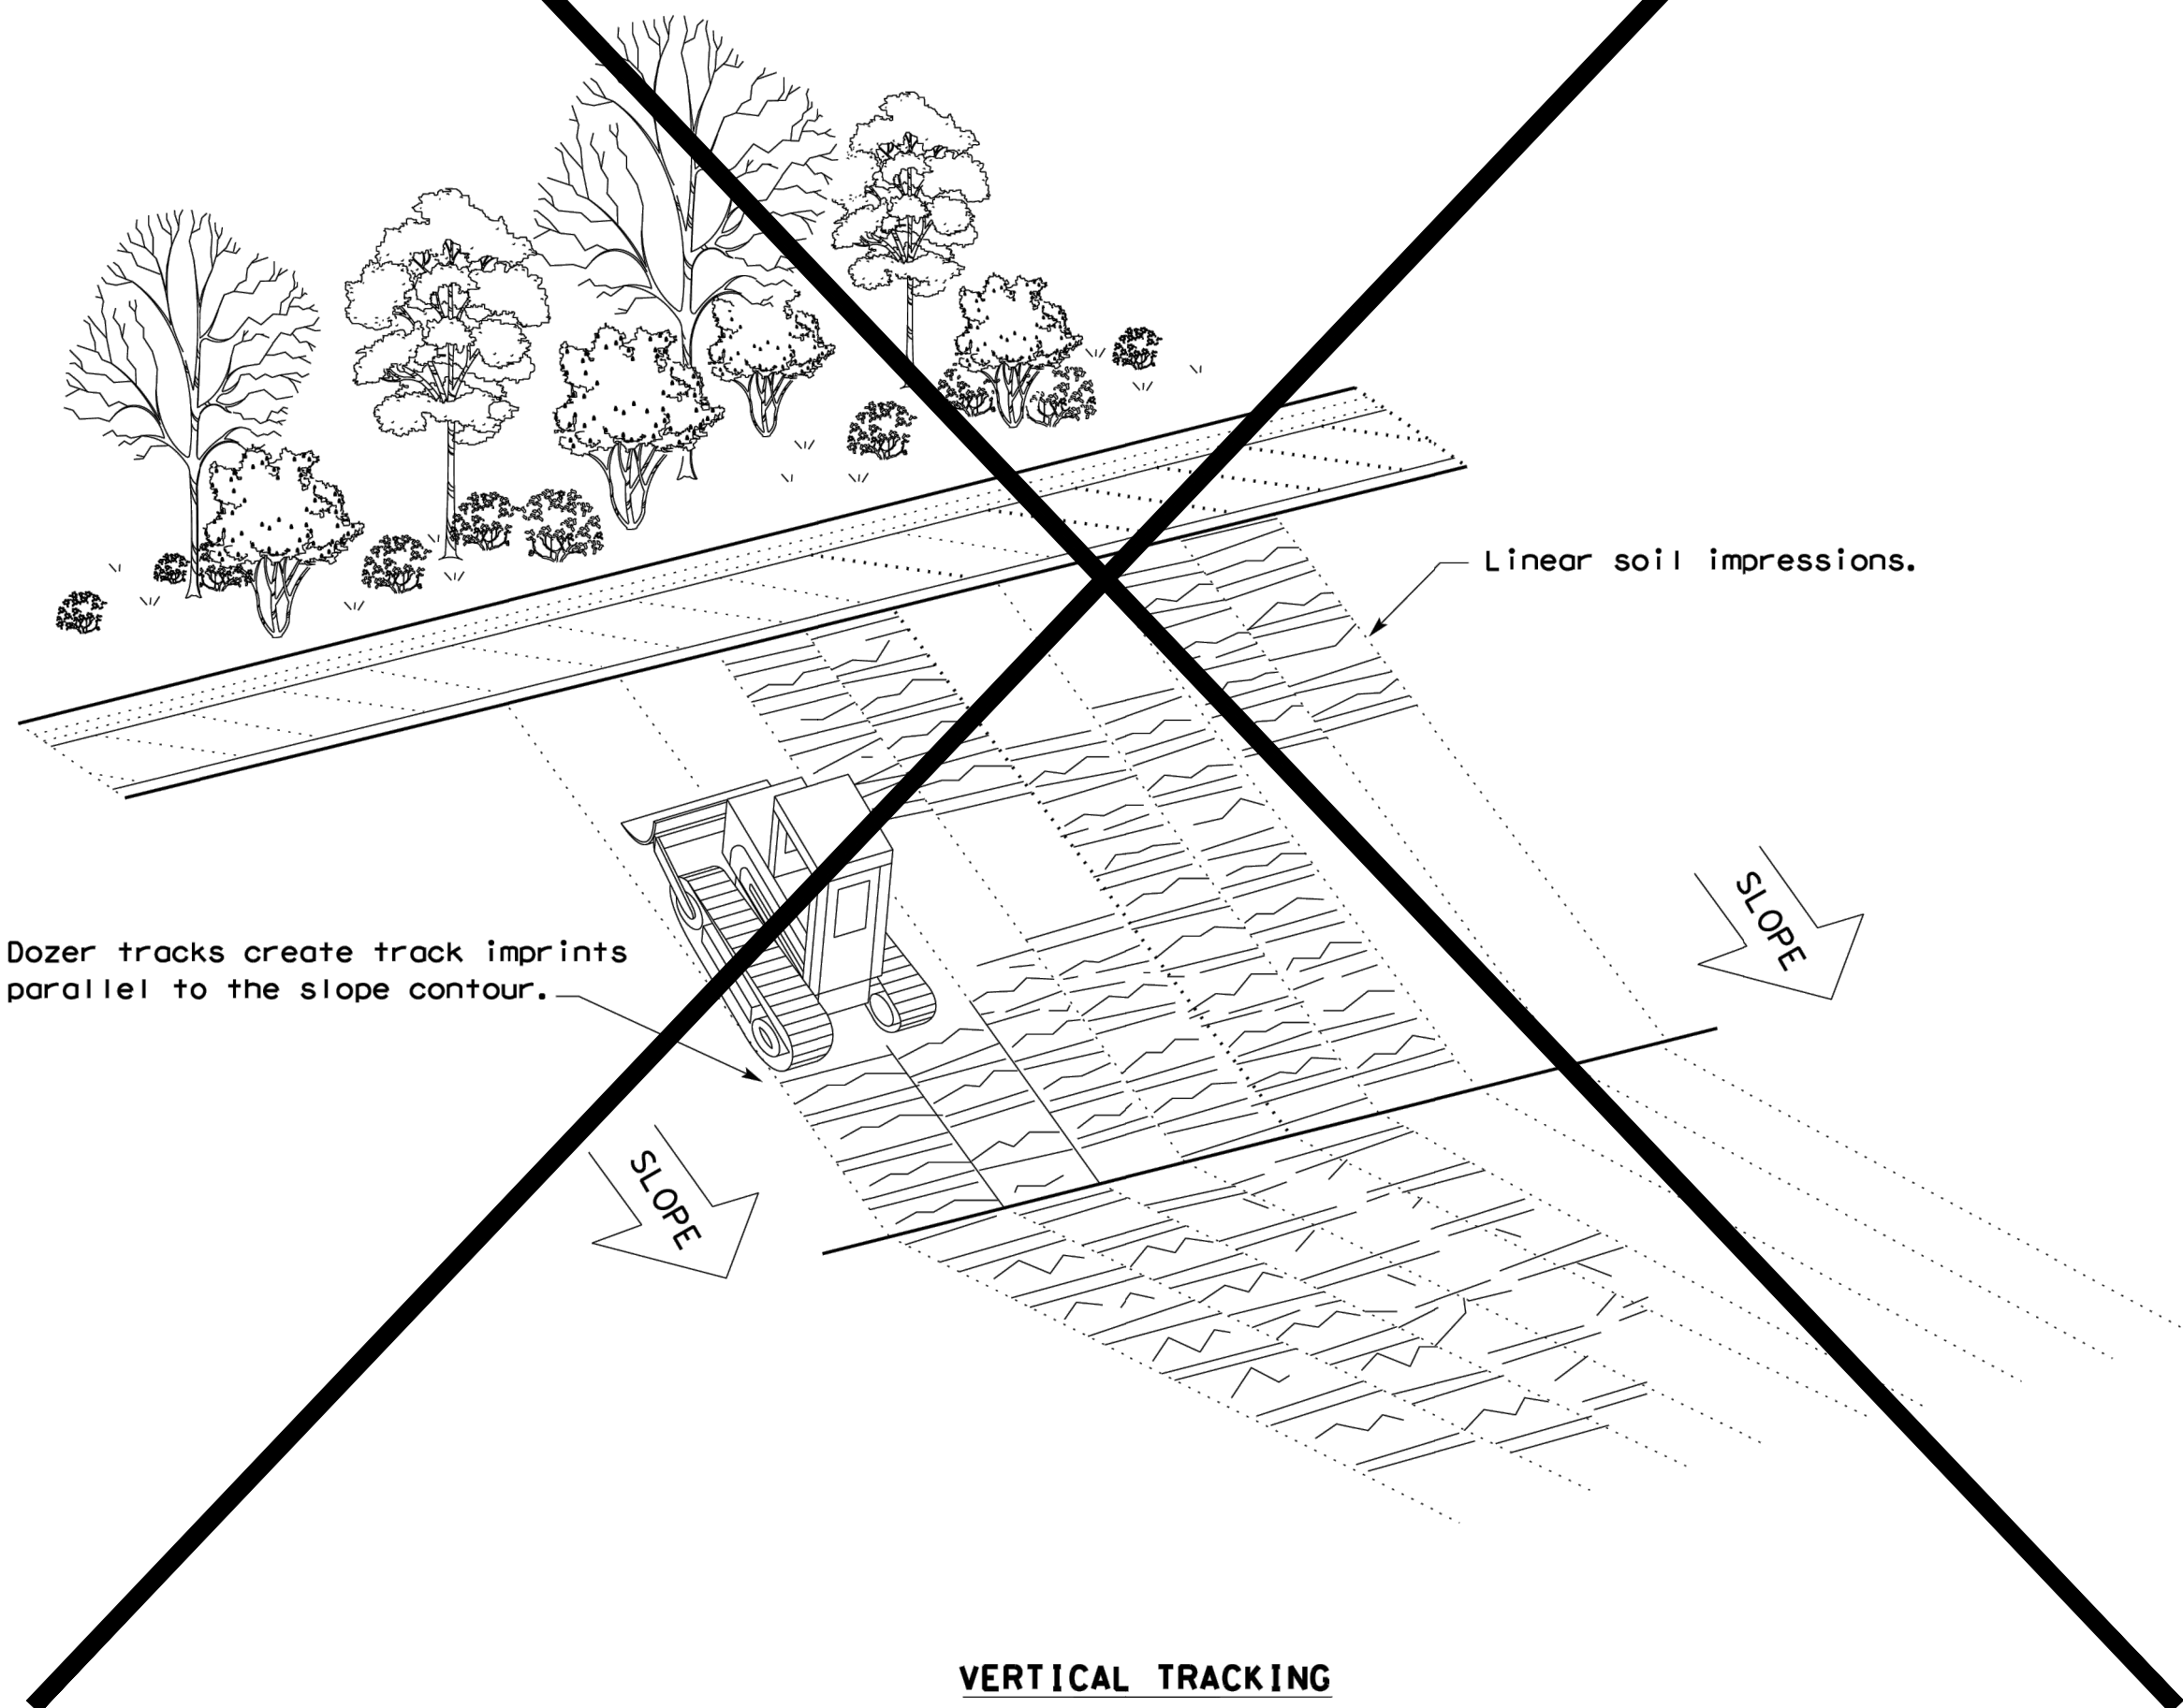 Linear soil impressions.
SLOPE
Dozer tracks create track imprints
parallel to the slope contour.
SLOPE
VERTICAL TRACKING